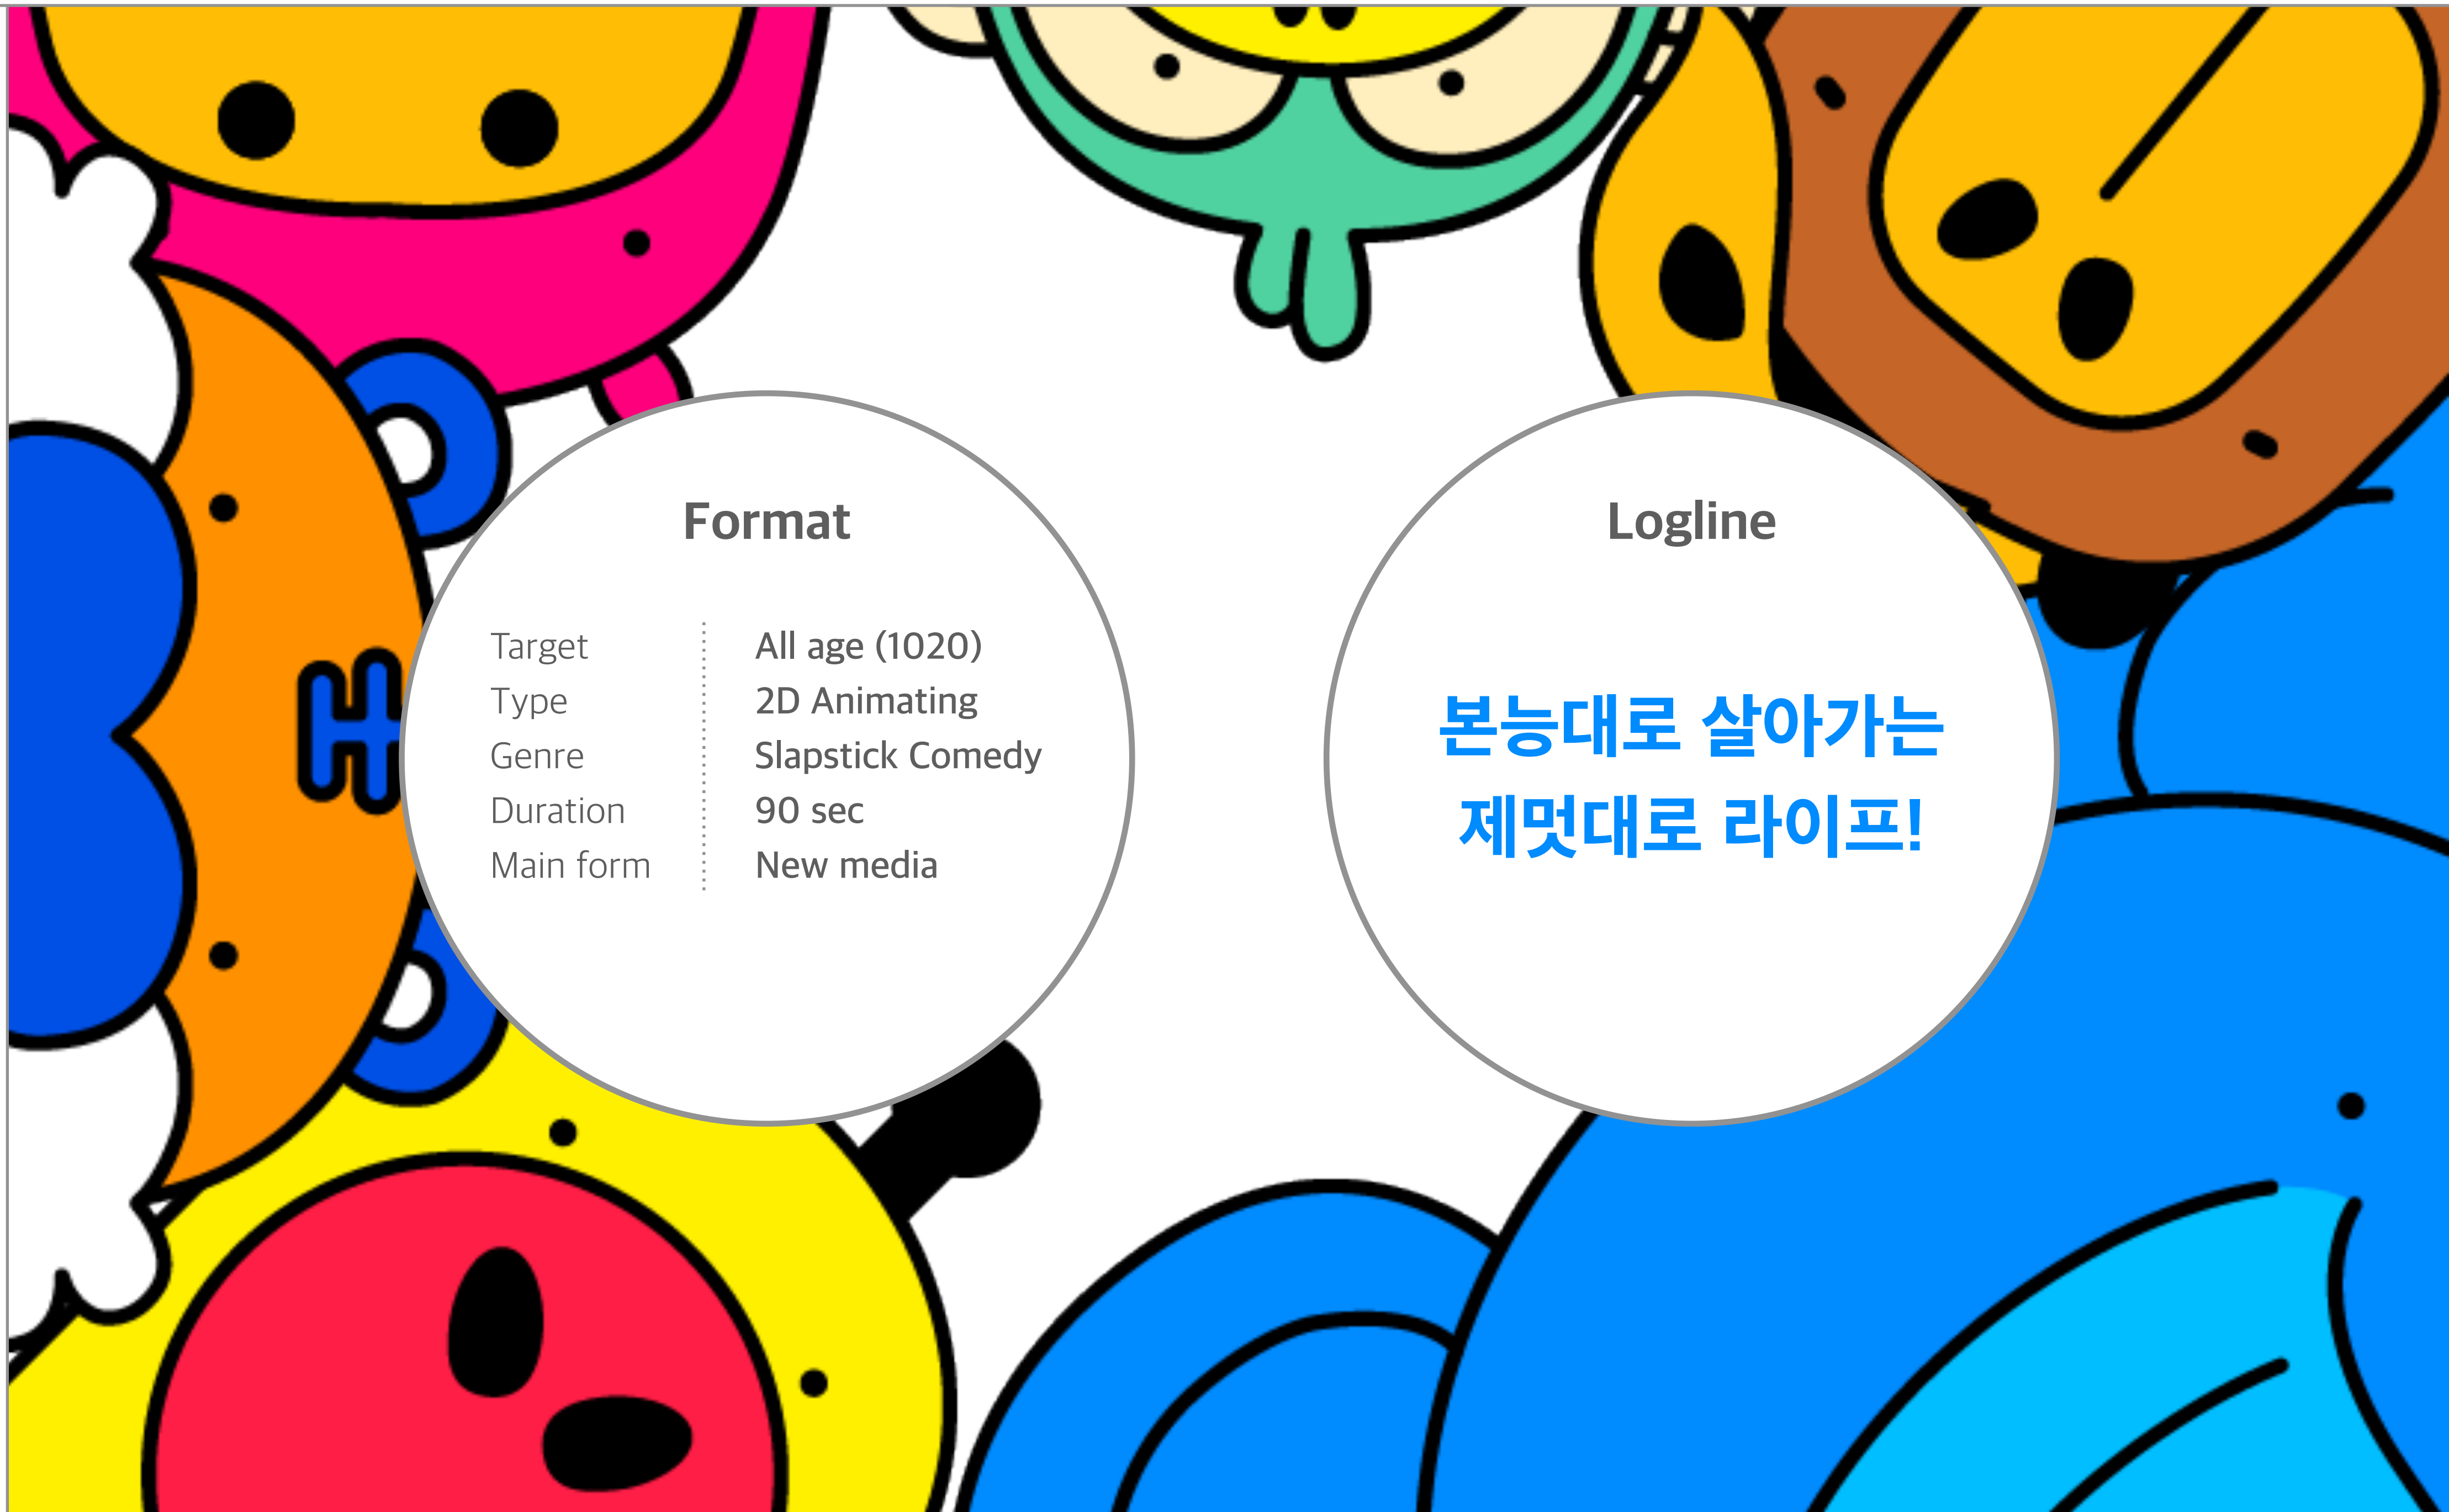 Format
Target All age (1020)
Type 2D Animating
Genre Slapstick Comedy
Duration 90 sec
Main form New media
Logline
본능대로 살아가는
제멋대로 라이프!